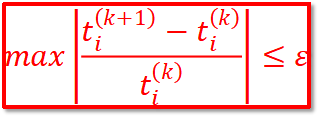 max |(t_i^(k+1) − t_i^(k)) / t_i^(k)| ≤ ε